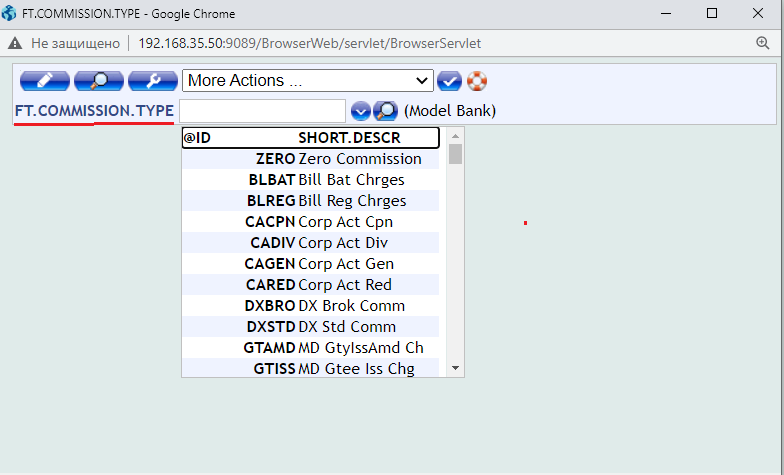 FT.COMMISSION.TYPE - Google Chrome
Не защищено | 192.168.35.50:9089/BrowserWeb/servlet/BrowserServlet
More Actions ...
FT.COMMISSION.TYPE (Model Bank)
@ID SHORT.DESCR
ZERO Zero Commission
BLBAT Bill Bat Chrges
BLREG Bill Reg Chrges
CACPN Corp Act Cpn
CADIV Corp Act Div
CAGEN Corp Act Gen
CARED Corp Act Red
DXBRO DX Brok Comm
DXSTD DX Std Comm
GTAMD MD GtyIssAmd Ch
GTISS MD Gtee Iss Chg